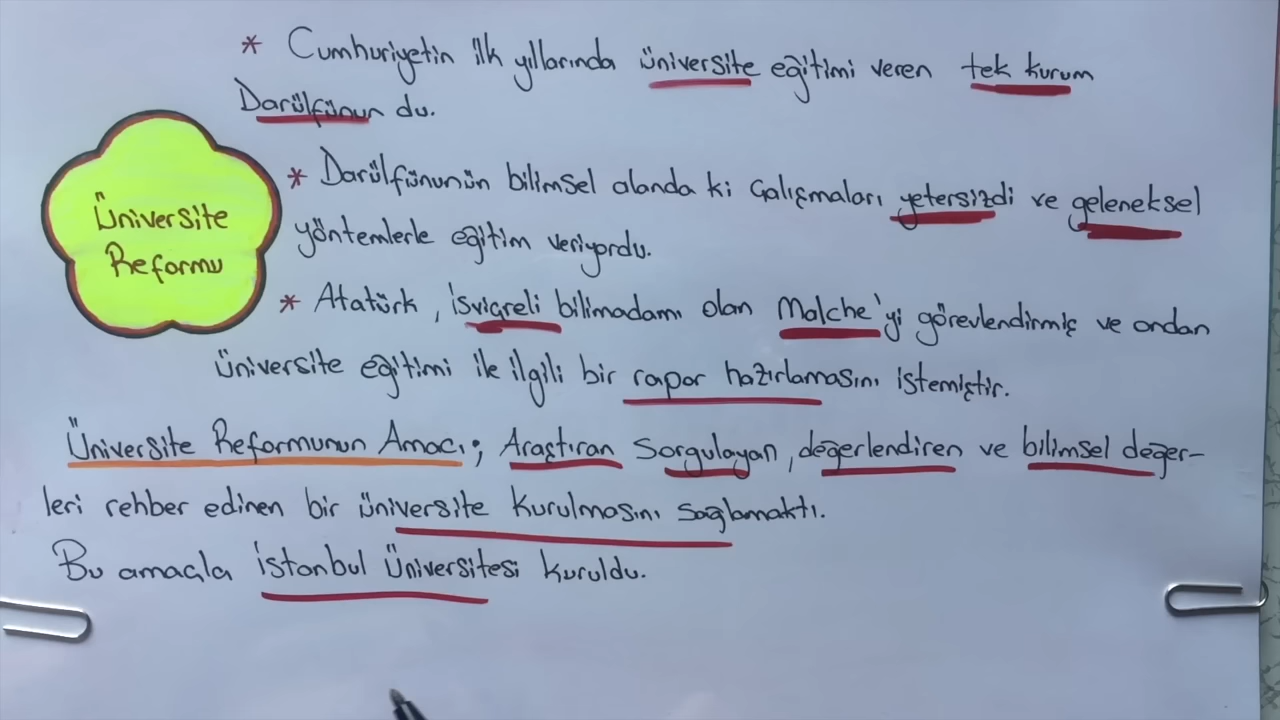 * Cumhuriyetin ilk yıllarında üniversite eğitimi veren tek kurum
Darülfünun du.
Üniversite
Reformu
* Darülfünunün bilimsel alanda ki çalışmaları yetersizdi ve geleneksel
yöntemlerle eğitim veriyordu.
* Atatürk, İsviçreli bilimadamı olan Malche'yi görevlendirmiş ve ondan
üniversite eğitimi ile ilgili bir rapor hazırlamasını istemiştir.
Üniversite Reformunun Amacı; Araştıran Sorgulayan, değerlendiren ve bilimsel değer-
leri rehber edinen bir üniversite kurulmasını sağlamaktı.
Bu amaçla İstanbul Üniversitesi kuruldu.